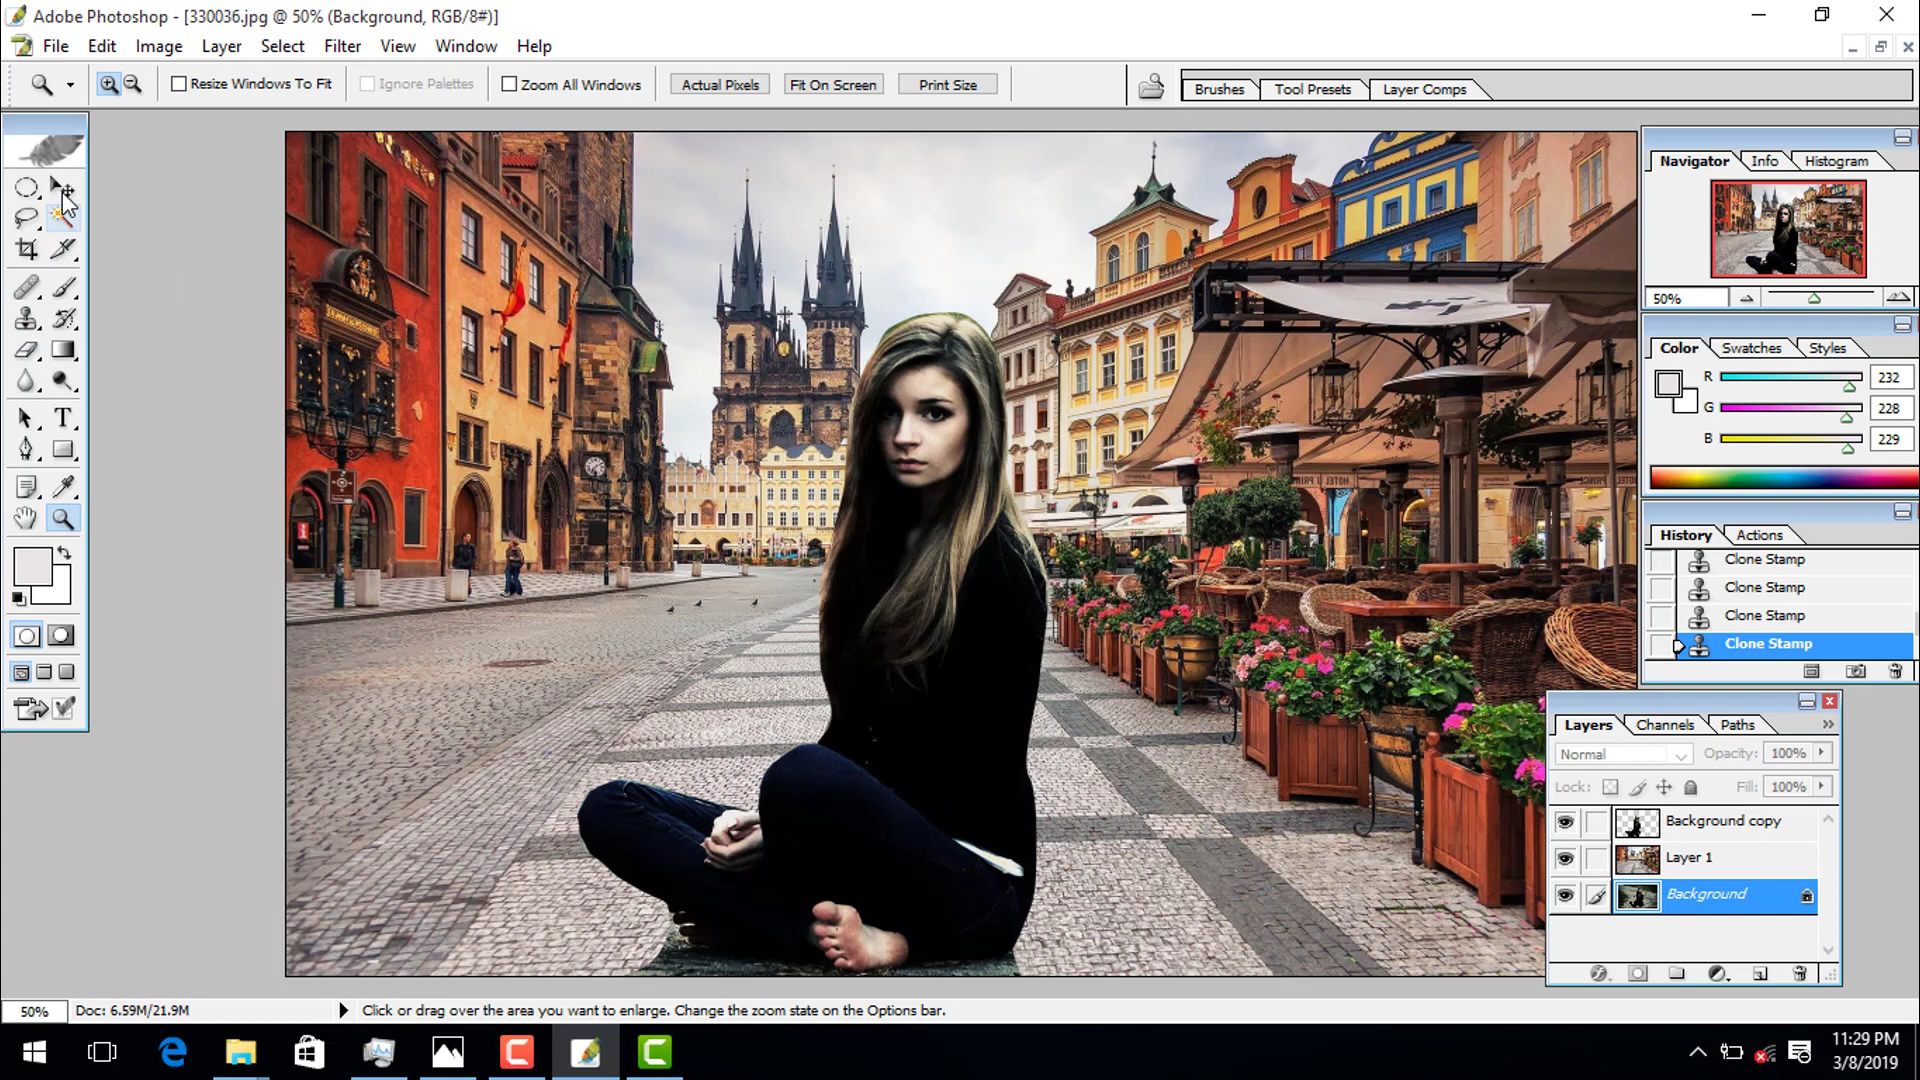 Adobe Photoshop - [330036.jpg @ 50% (Background, RGB/8#)]
File Edit Image Layer Select Filter View Window Help
Resize Windows To Fit Ignore Palettes Zoom All Windows Actual Pixels Fit On Screen Print Size Brushes Tool Presets Layer Comps
Navigator Info Histogram
50%
Color Swatches Styles
R 232
G 228
B 229
History Actions
Clone Stamp
Clone Stamp
Clone Stamp
Clone Stamp
Layers Channels Paths
Normal Opacity: 100%
Lock: Fill: 100%
Background copy
Layer 1
Background
50% Doc: 6.59M/21.9M Click or drag over the area you want to enlarge. Change the zoom state on the Options bar.
11:29 PM
3/8/2019